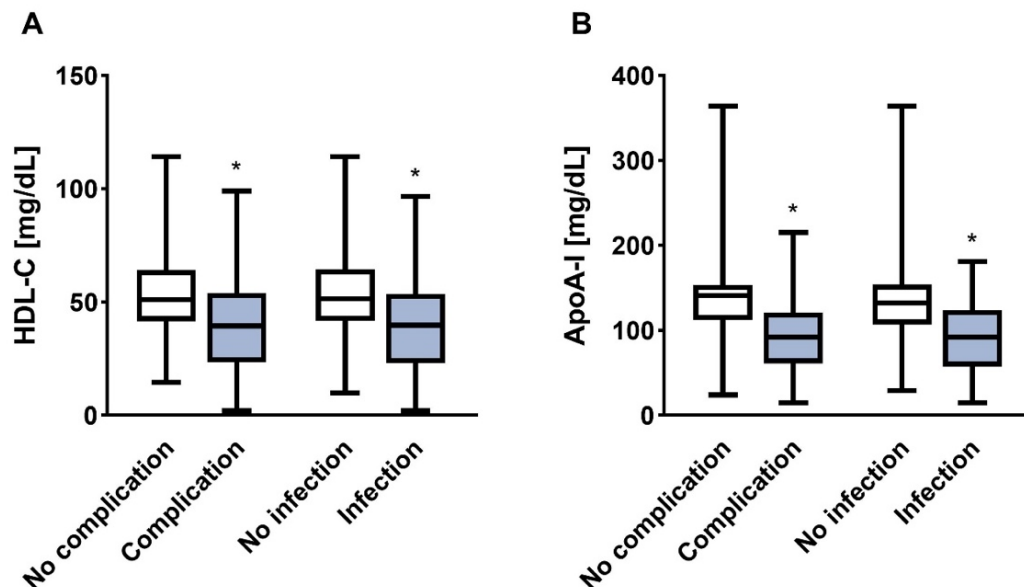 A
HDL-C [mg/dL]
150
100
50
0
*
*
No complication
Complication
No infection
Infection
B
ApoA-I [mg/dL]
400
300
200
100
0
*
*
No complication
Complication
No infection
Infection